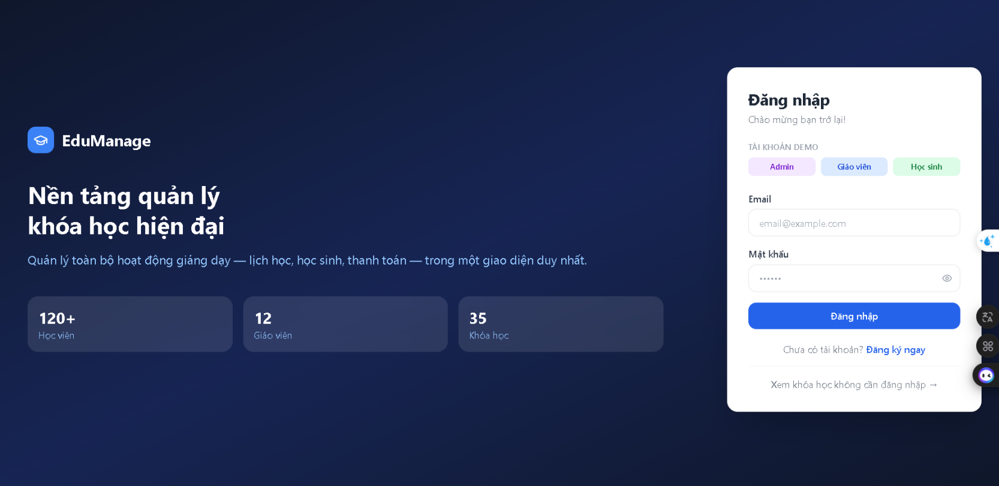 EduManage
Nền tảng quản lý
khóa học hiện đại
Quản lý toàn bộ hoạt động giảng dạy — lịch học, học sinh, thanh toán — trong một giao diện duy nhất.
120+
Học viên
12
Giáo viên
35
Khóa học
Đăng nhập
Chào mừng bạn trở lại!
TÀI KHOẢN DEMO
Admin
Giáo viên
Học sinh
Email
email@example.com
Mật khẩu
••••••
Đăng nhập
Chưa có tài khoản? Đăng ký ngay
Xem khóa học không cần đăng nhập →